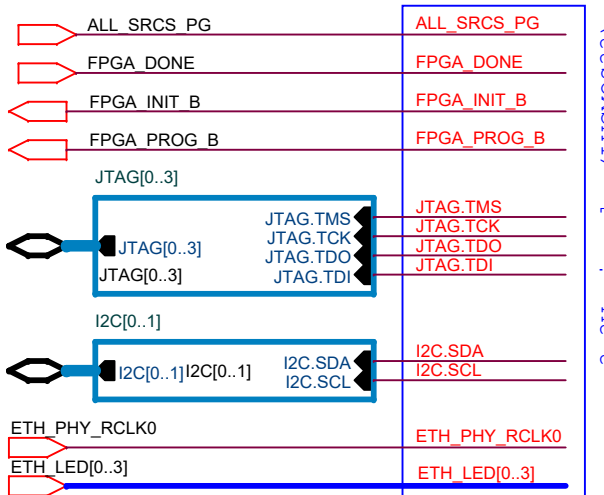 ALL_SRCS_PG ALL_SRCS_PG
FPGA_DONE FPGA_DONE
FPGA_INIT_B FPGA_INIT_B
FPGA_PROG_B FPGA_PROG_B
JTAG[0..3]
JTAG.TMS JTAG.TMS
JTAG.TCK JTAG.TCK
JTAG[0..3] JTAG.TDO JTAG.TDO
JTAG[0..3] JTAG.TDI JTAG.TDI
I2C[0..1]
I2C.SDA I2C.SDA
I2C[0..1] I2C[0..1] I2C.SCL I2C.SCL
ETH_PHY_RCLK0 ETH_PHY_RCLK0
ETH_LED[0..3] ETH_LED[0..3]